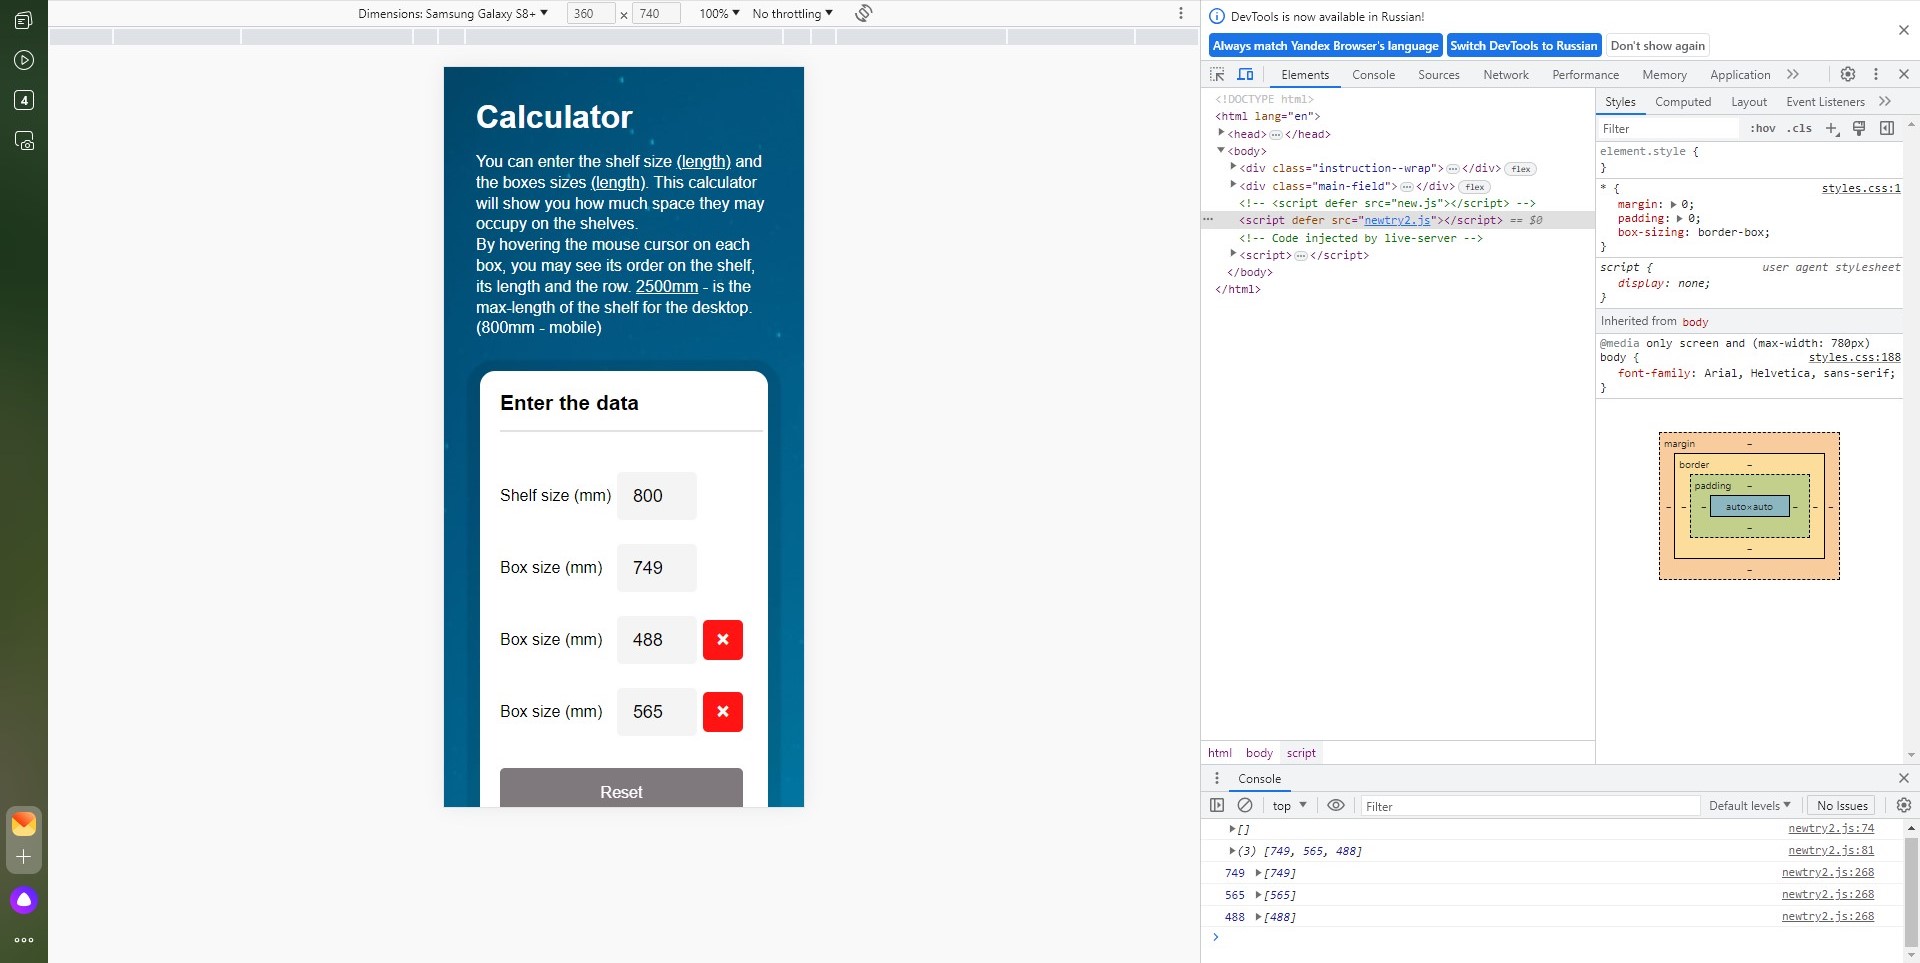 Dimensions: Samsung Galaxy S8+ ▼ 360 × 740 100% ▼ No throttling ▼
4
Calculator
You can enter the shelf size (length) and
the boxes sizes (length). This calculator
will show you how much space they may
occupy on the shelves.
By hovering the mouse cursor on each
box, you may see its order on the shelf,
its length and the row. 2500mm - is the
max-length of the shelf for the desktop.
(800mm - mobile)
Enter the data
Shelf size (mm) 800
Box size (mm) 749
Box size (mm) 488 ×
Box size (mm) 565 ×
Reset
DevTools is now available in Russian!
Always match Yandex Browser's language Switch DevTools to Russian Don't show again
Elements Console Sources Network Performance Memory Application »
<!DOCTYPE html>
<html lang="en">
▶<head>…</head>
▼<body>
▶<div class="instruction--wrap">…</div> flex
▶<div class="main-field">…</div> flex
<!-- <script defer src="new.js"></script> -->
<script defer src="newtry2.js"></script> == $0
<!-- Code injected by live-server -->
▶<script>…</script>
</body>
</html>
html body script
Styles Computed Layout Event Listeners »
Filter :hov .cls +
element.style {
}
* { styles.css:1
margin: ▶ 0;
padding: ▶ 0;
box-sizing: border-box;
}
script { user agent stylesheet
display: none;
}
Inherited from body
@media only screen and (max-width: 780px)
body { styles.css:188
font-family: Arial, Helvetica, sans-serif;
}
margin –
border –
padding –
– – – auto×auto – – –
–
–
–
Console
top ▼ Filter Default levels ▼ No Issues
▶[] newtry2.js:74
▶(3) [749, 565, 488] newtry2.js:81
749 ▶[749] newtry2.js:268
565 ▶[565] newtry2.js:268
488 ▶[488] newtry2.js:268
>